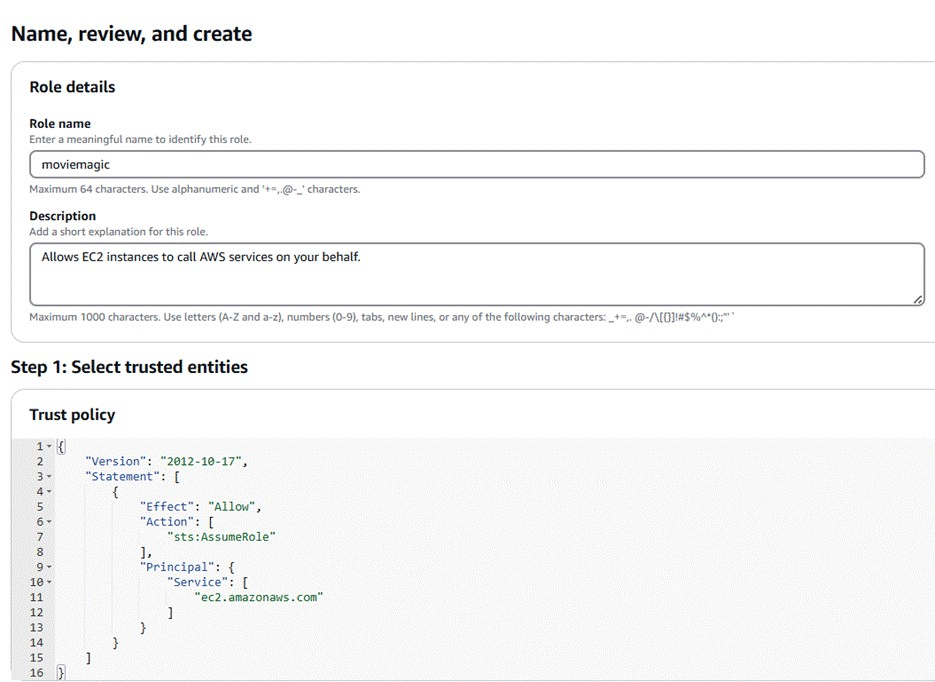 Name, review, and create
Role details
Role name
Enter a meaningful name to identify this role.
moviemagic
Maximum 64 characters. Use alphanumeric and '+=,.@-_' characters.
Description
Add a short explanation for this role.
Allows EC2 instances to call AWS services on your behalf.
Maximum 1000 characters. Use letters (A-Z and a-z), numbers (0-9), tabs, new lines, or any of the following characters: _+=,. @-/\[{}]!#$%^*();:"'`
Step 1: Select trusted entities
Trust policy
1 {
2     "Version": "2012-10-17",
3     "Statement": [
4         {
5             "Effect": "Allow",
6             "Action": [
7                 "sts:AssumeRole"
8             ],
9             "Principal": {
10                 "Service": [
11                     "ec2.amazonaws.com"
12                 ]
13             }
14         }
15     ]
16 }